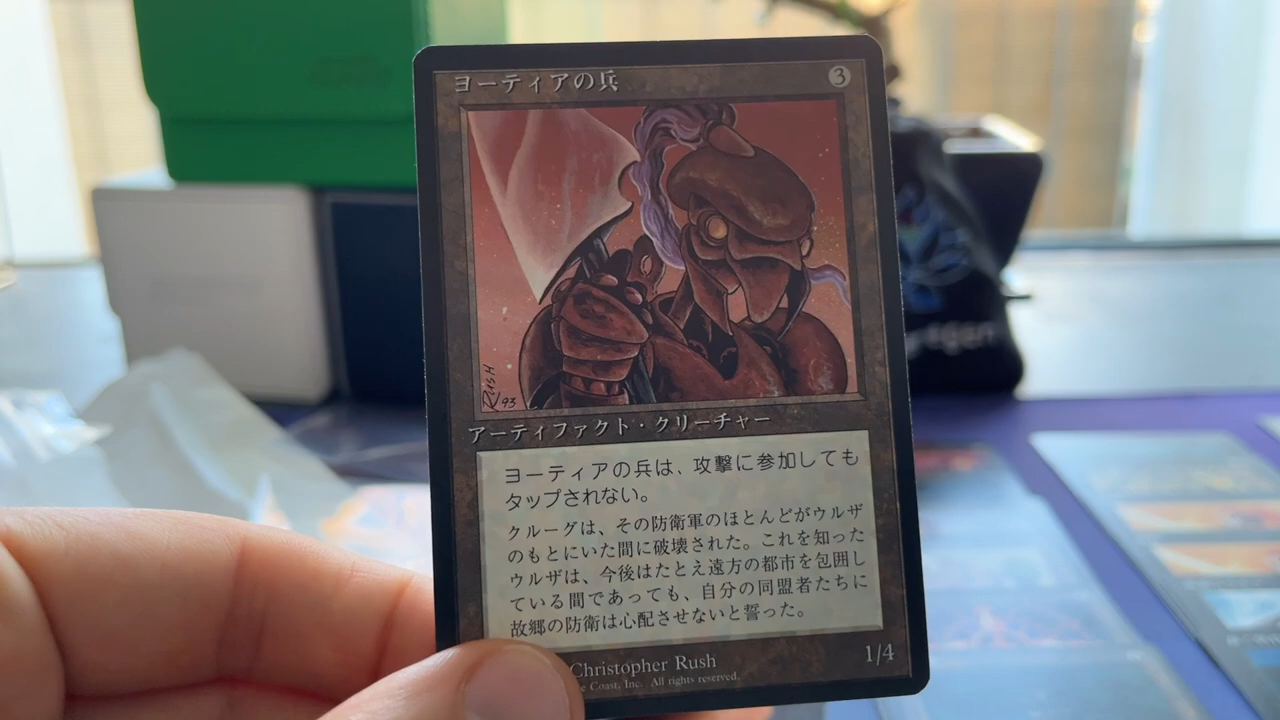 ヨーティアの兵
3
RUSH
93
アーティファクト・クリーチャー
ヨーティアの兵は、攻撃に参加しても
タップされない。
クルーグは、その防衛軍のほとんどがウルザ
のもとにいた間に破壊された。これを知った
ウルザは、今後はたとえ遠方の都市を包囲し
ている間であっても、自分の同盟者たちに
故郷の防衛は心配させないと誓った。
Christopher Rush
1/4
Coast, Inc. All rights reserved.